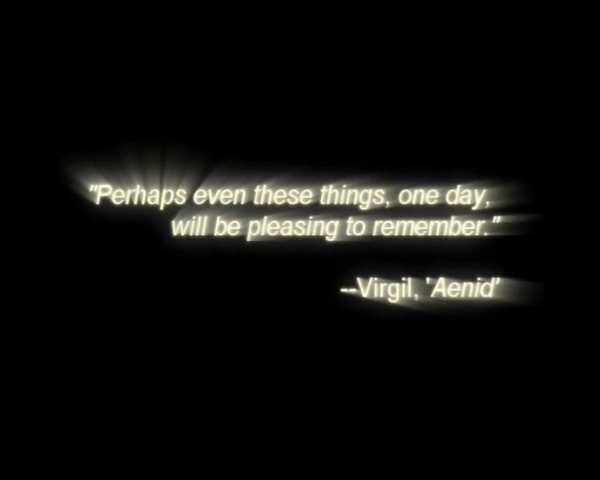 "Perhaps even these things, one day,
will be pleasing to remember."
--Virgil, 'Aenid'